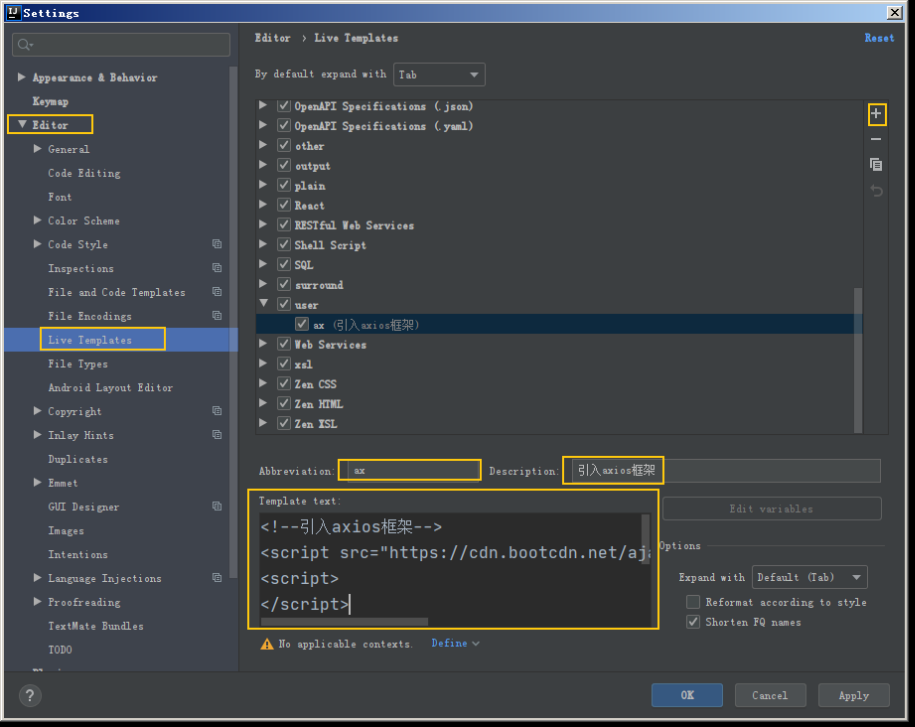 Settings
Editor › Live Templates
Reset
By default expand with Tab
Appearance & Behavior
Keymap
Editor
General
Code Editing
Font
Color Scheme
Code Style
Inspections
File and Code Templates
File Encodings
Live Templates
File Types
Android Layout Editor
Copyright
Inlay Hints
Duplicates
Emmet
GUI Designer
Images
Intentions
Language Injections
Proofreading
TextMate Bundles
TODO
OpenAPI Specifications (.json)
OpenAPI Specifications (.yaml)
other
output
plain
React
RESTful Web Services
Shell Script
SQL
surround
user
ax (引入axios框架)
Web Services
xsl
Zen CSS
Zen HTML
Zen XSL
Abbreviation: ax
Description: 引入axios框架
Template text:
<!--引入axios框架-->
<script src="https://cdn.bootcdn.net/aja
<script>
</script>
Edit variables
Options
Expand with Default (Tab)
Reformat according to style
Shorten FQ names
No applicable contexts. Define
?
OK
Cancel
Apply